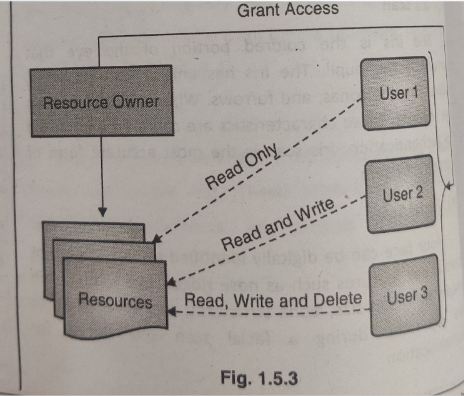 Grant Access
Resource Owner
User 1
Read Only
User 2
Read and Write
Resources
Read, Write and Delete
User 3
Fig. 1.5.3